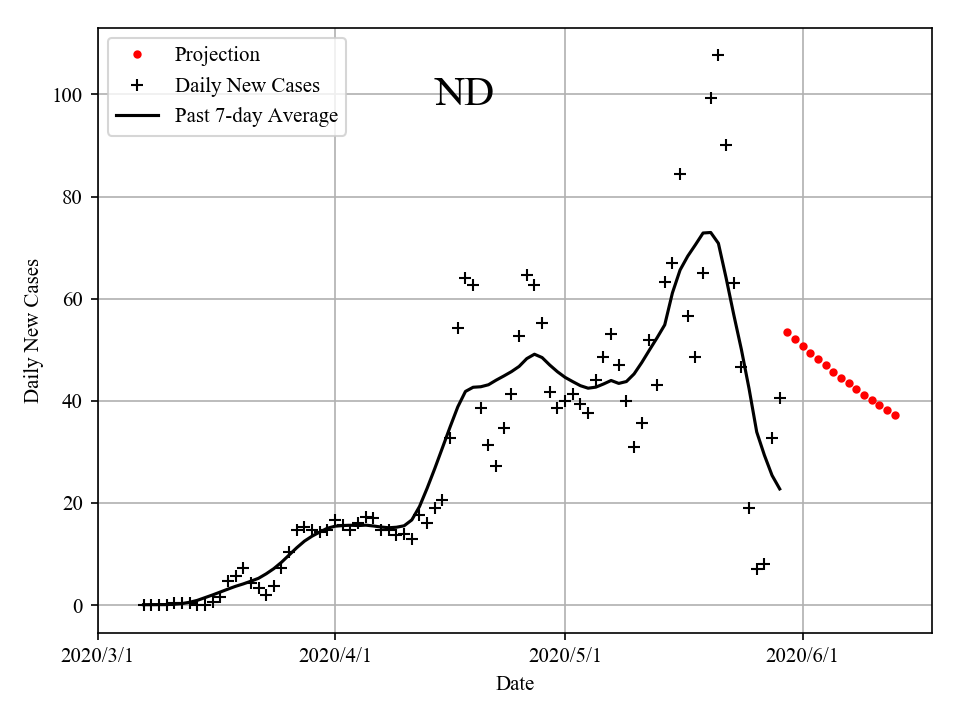 Projection
Daily New Cases
Past 7-day Average
ND
100
80
60
40
20
0
Daily New Cases
2020/3/1 2020/4/1 2020/5/1 2020/6/1
Date